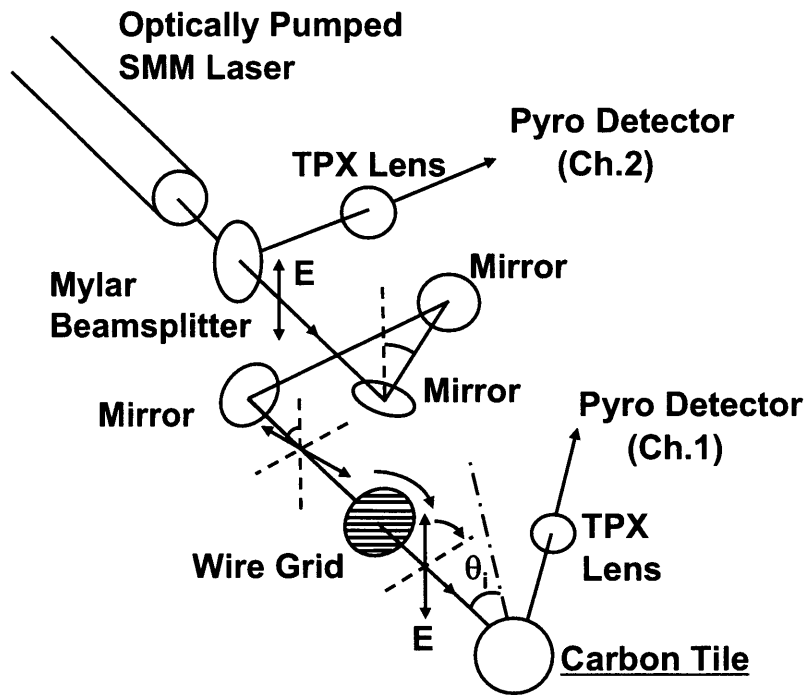 Optically Pumped
SMM Laser
Pyro Detector
(Ch.2)
TPX Lens
E
Mirror
Mylar
Beamsplitter
Mirror
Mirror
Pyro Detector
(Ch.1)
TPX
Lens
Wire Grid
θi
E
Carbon Tile